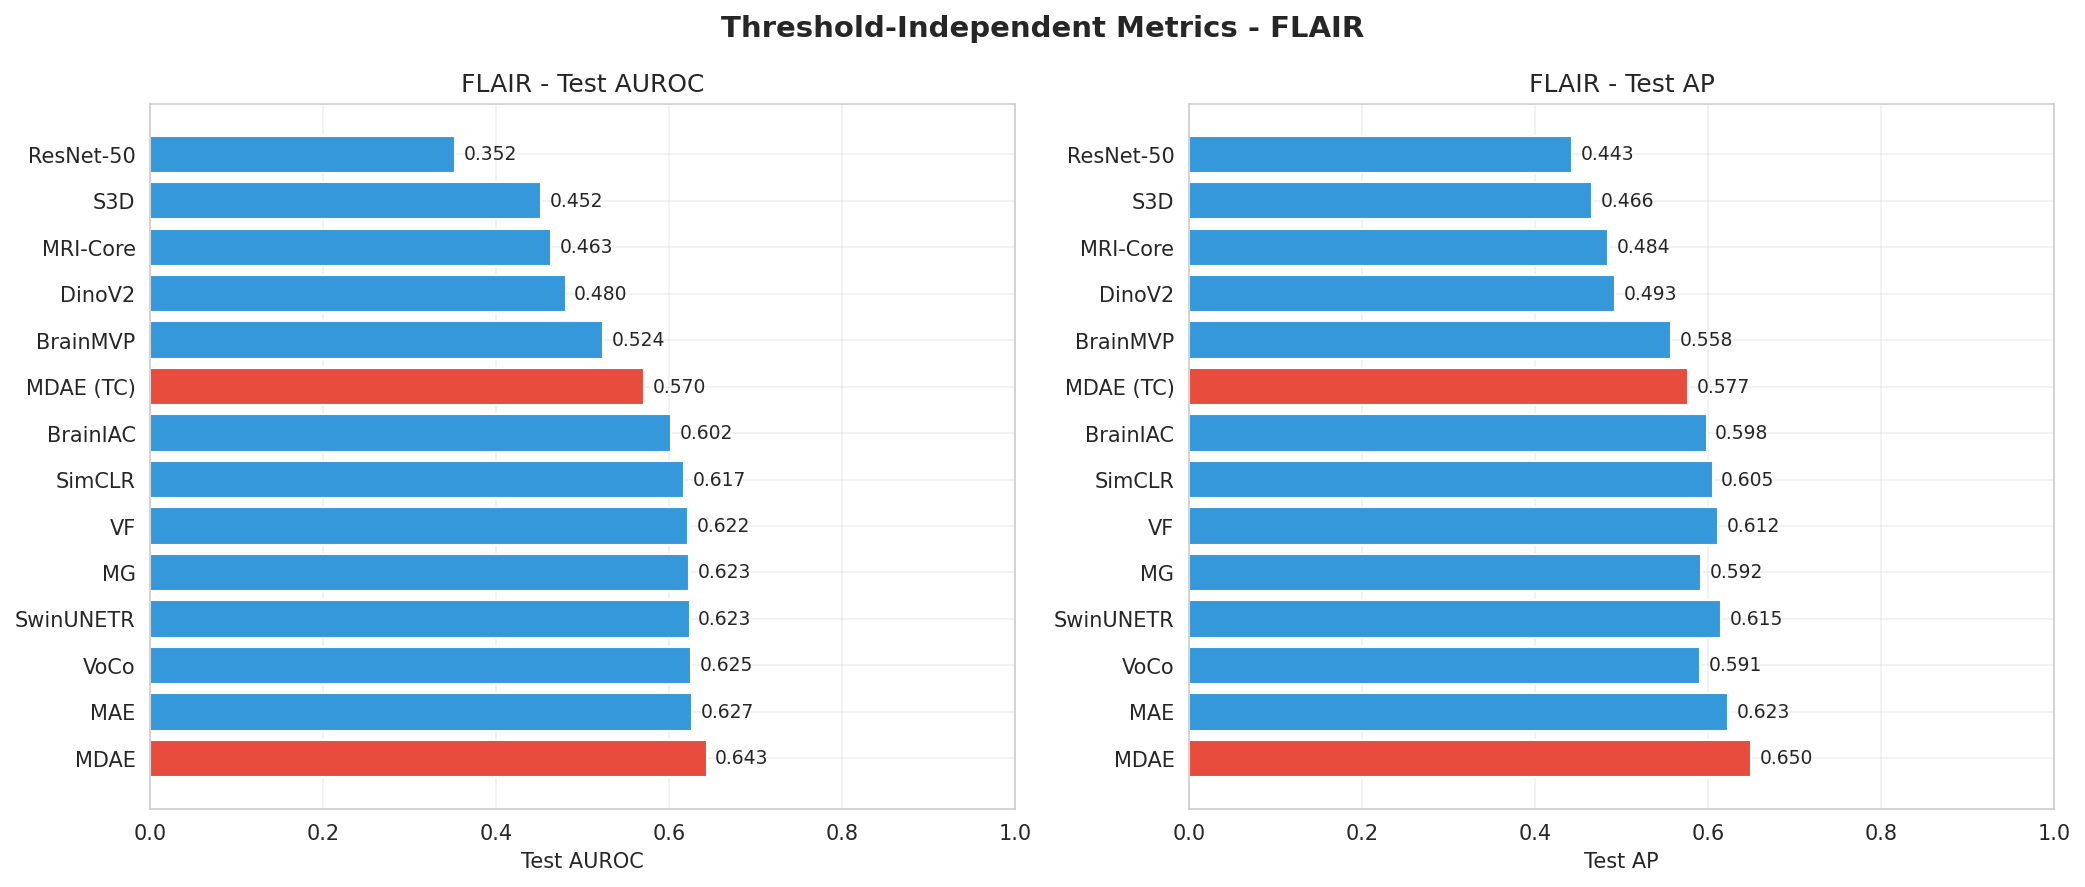 Threshold-Independent Metrics - FLAIR
FLAIR - Test AUROC
ResNet-50 0.352
S3D 0.452
MRI-Core 0.463
DinoV2 0.480
BrainMVP 0.524
MDAE (TC) 0.570
BrainIAC 0.602
SimCLR 0.617
VF 0.622
MG 0.623
SwinUNETR 0.623
VoCo 0.625
MAE 0.627
MDAE 0.643
0.0 0.2 0.4 0.6 0.8 1.0
Test AUROC
FLAIR - Test AP
ResNet-50 0.443
S3D 0.466
MRI-Core 0.484
DinoV2 0.493
BrainMVP 0.558
MDAE (TC) 0.577
BrainIAC 0.598
SimCLR 0.605
VF 0.612
MG 0.592
SwinUNETR 0.615
VoCo 0.591
MAE 0.623
MDAE 0.650
0.0 0.2 0.4 0.6 0.8 1.0
Test AP